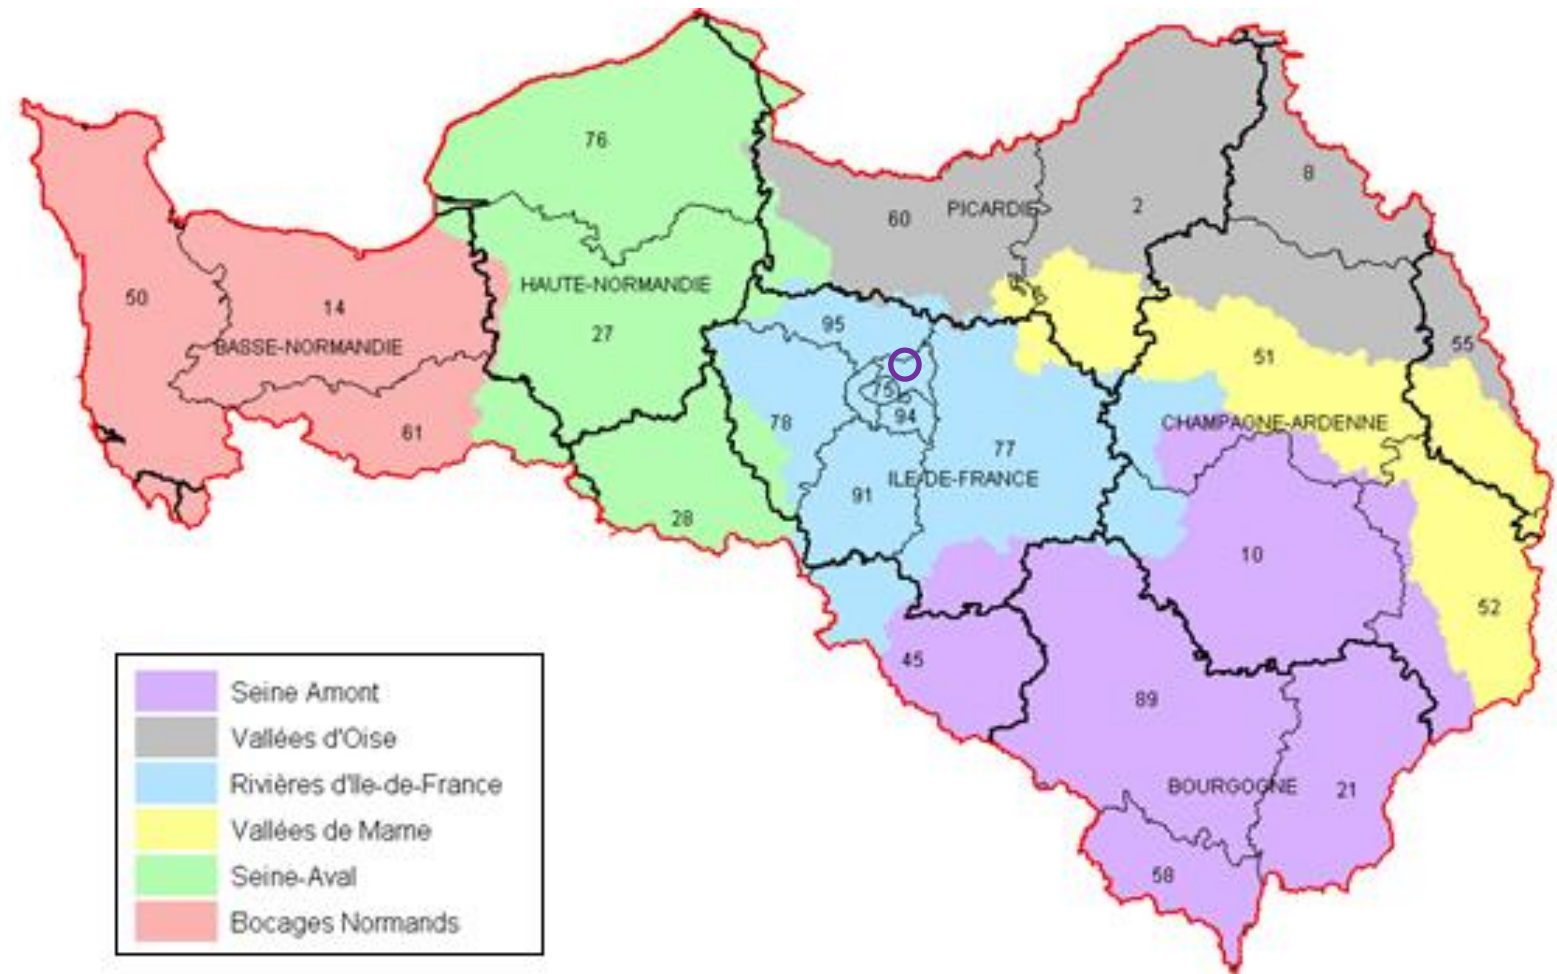 76
8
60
PICARDIE
2
HAUTE-NORMANDIE
50
14
27
95
55
BASSE-NORMANDIE
51
75
61
78
94
CHAMPAGNE-ARDENNE
77
ILE-DE-FRANCE
91
28
10
52
45
89
BOURGOGNE
21
58
Seine Amont
Vallées d'Oise
Rivières d'Ile-de-France
Vallées de Marne
Seine-Aval
Bocages Normands